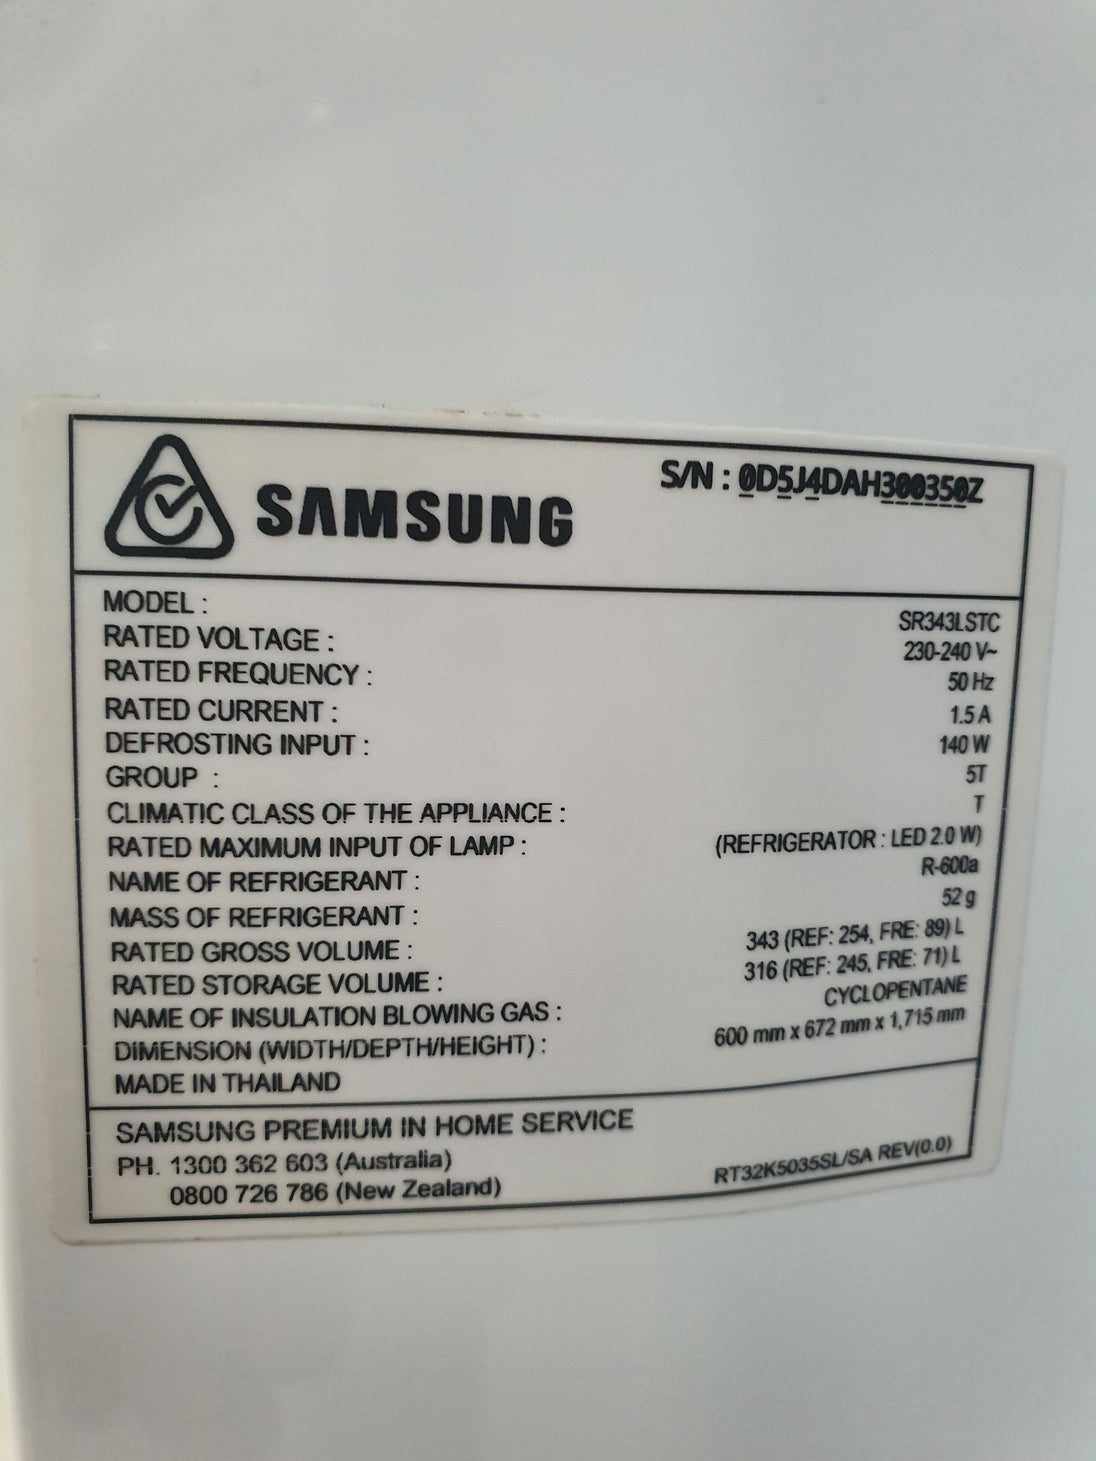 SAMSUNG
S/N : 0D5J4DAH300350Z
MODEL : SR343LSTC
RATED VOLTAGE : 230-240 V~
RATED FREQUENCY : 50 Hz
RATED CURRENT : 1.5 A
DEFROSTING INPUT : 140 W
GROUP : 5T
CLIMATIC CLASS OF THE APPLIANCE : T
RATED MAXIMUM INPUT OF LAMP : (REFRIGERATOR : LED 2.0 W)
NAME OF REFRIGERANT : R-600a
MASS OF REFRIGERANT : 52 g
RATED GROSS VOLUME : 343 (REF: 254, FRE: 89) L
RATED STORAGE VOLUME : 316 (REF: 245, FRE: 71) L
NAME OF INSULATION BLOWING GAS : CYCLOPENTANE
DIMENSION (WIDTH/DEPTH/HEIGHT) : 600 mm x 672 mm x 1,715 mm
MADE IN THAILAND
SAMSUNG PREMIUM IN HOME SERVICE
PH. 1300 362 603 (Australia)
0800 726 786 (New Zealand)
RT32K5035SL/SA REV(0.0)